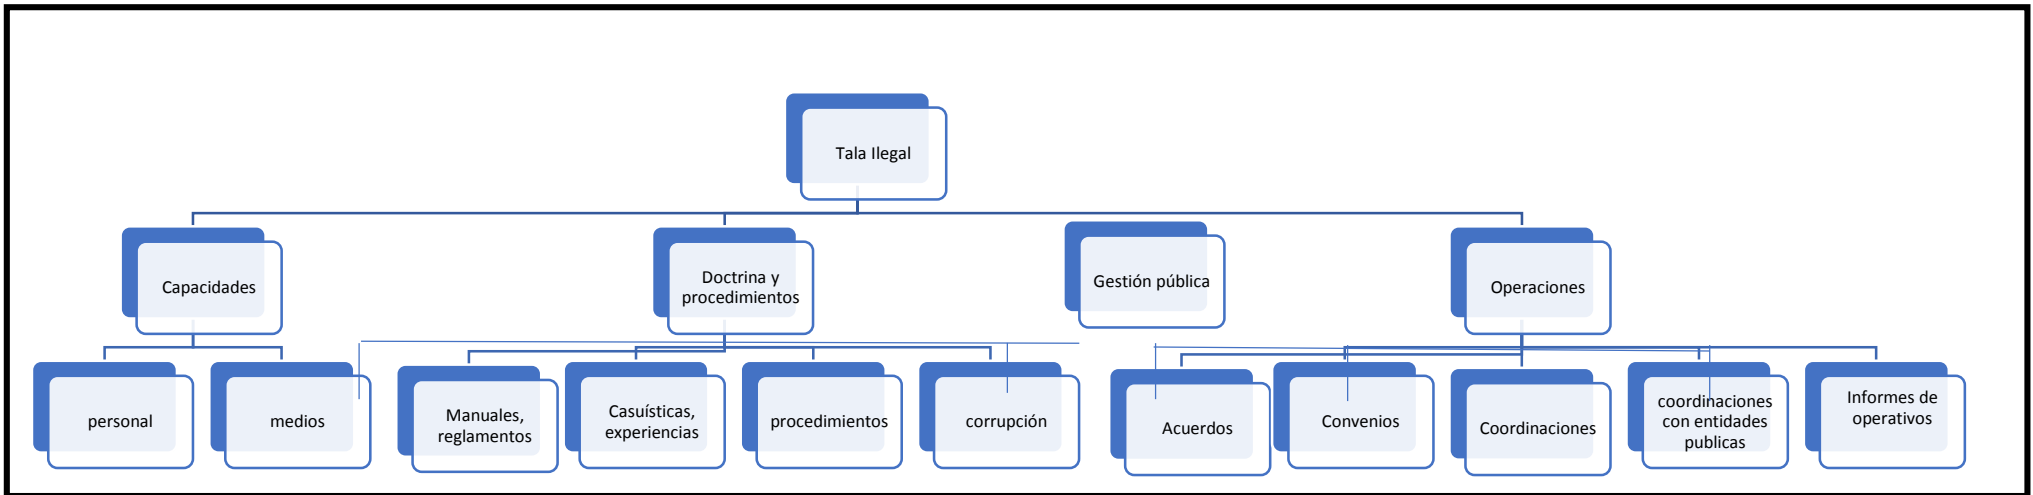 Tala Ilegal
Capacidades
Doctrina y
procedimientos
Gestión pública
Operaciones
personal
medios
Manuales,
reglamentos
Casuísticas,
experiencias
procedimientos
corrupción
Acuerdos
Convenios
Coordinaciones
coordinaciones
con entidades
publicas
Informes de
operativos